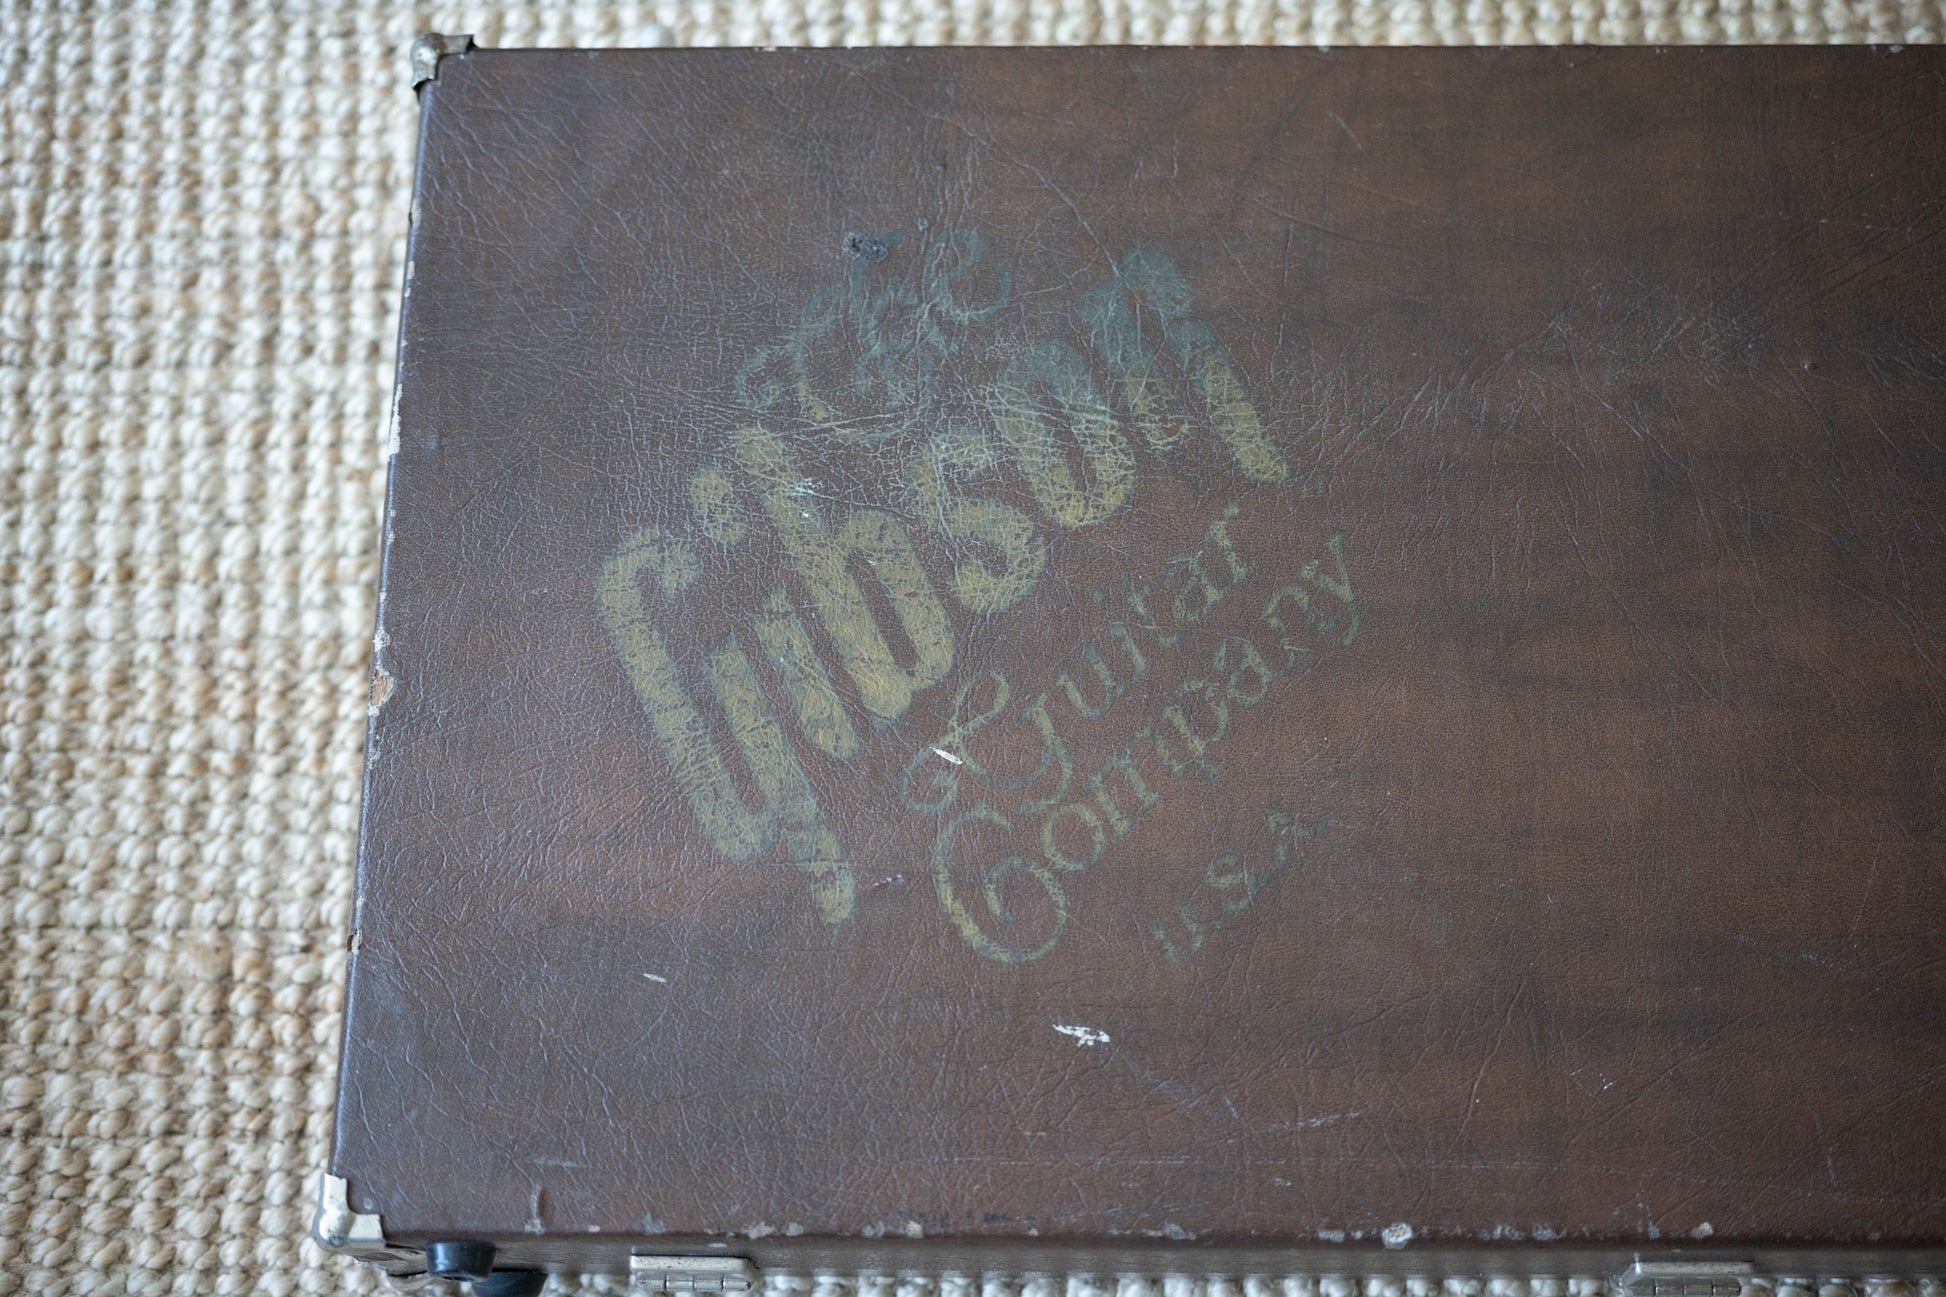 The
Gibson
Guitar
Company
U.S.A.